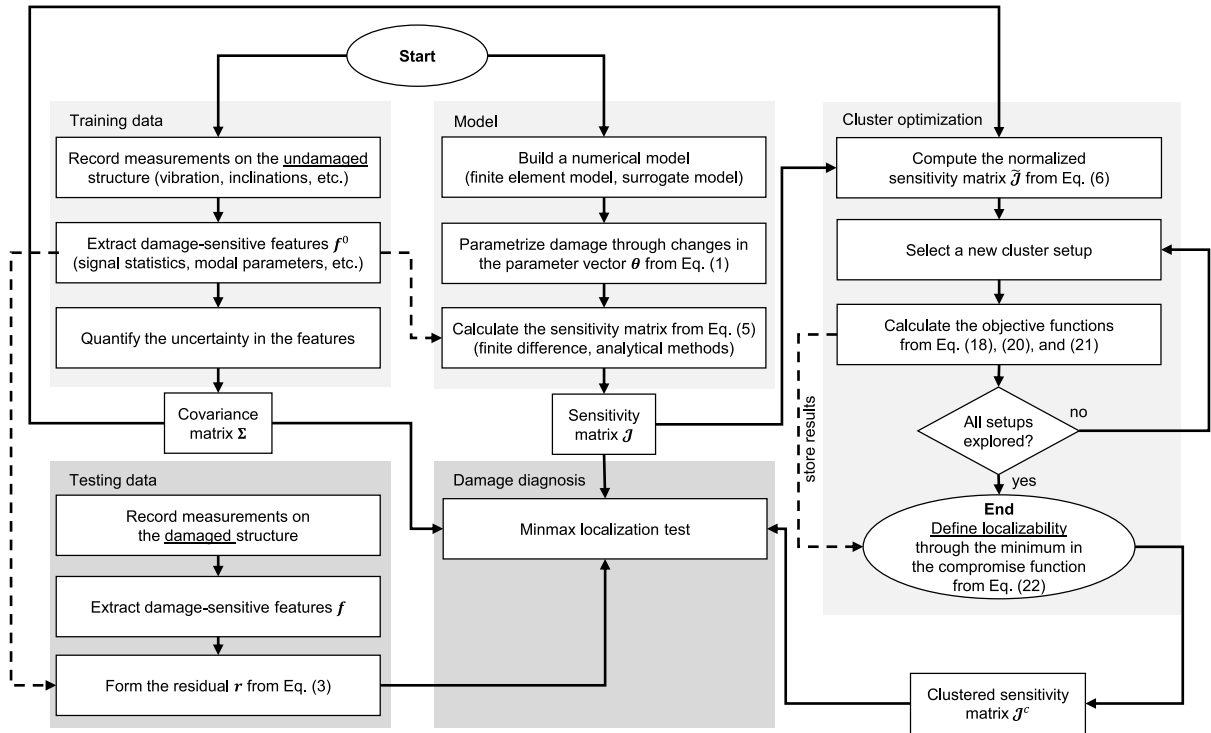 Start
Training data
Record measurements on the undamaged
structure (vibration, inclinations, etc.)
Extract damage-sensitive features f⁰
(signal statistics, modal parameters, etc.)
Quantify the uncertainty in the features
Covariance
matrix Σ
Model
Build a numerical model
(finite element model, surrogate model)
Parametrize damage through changes in
the parameter vector θ from Eq. (1)
Calculate the sensitivity matrix from Eq. (5)
(finite difference, analytical methods)
Sensitivity
matrix 𝒥
Cluster optimization
Compute the normalized
sensitivity matrix 𝒥̃ from Eq. (6)
Select a new cluster setup
Calculate the objective functions
from Eq. (18), (20), and (21)
All setups
explored?
no
yes
store results
End
Define localizability
through the minimum in
the compromise function
from Eq. (22)
Clustered sensitivity
matrix 𝒥ᶜ
Testing data
Record measurements on
the damaged structure
Extract damage-sensitive features f
Form the residual r from Eq. (3)
Damage diagnosis
Minmax localization test